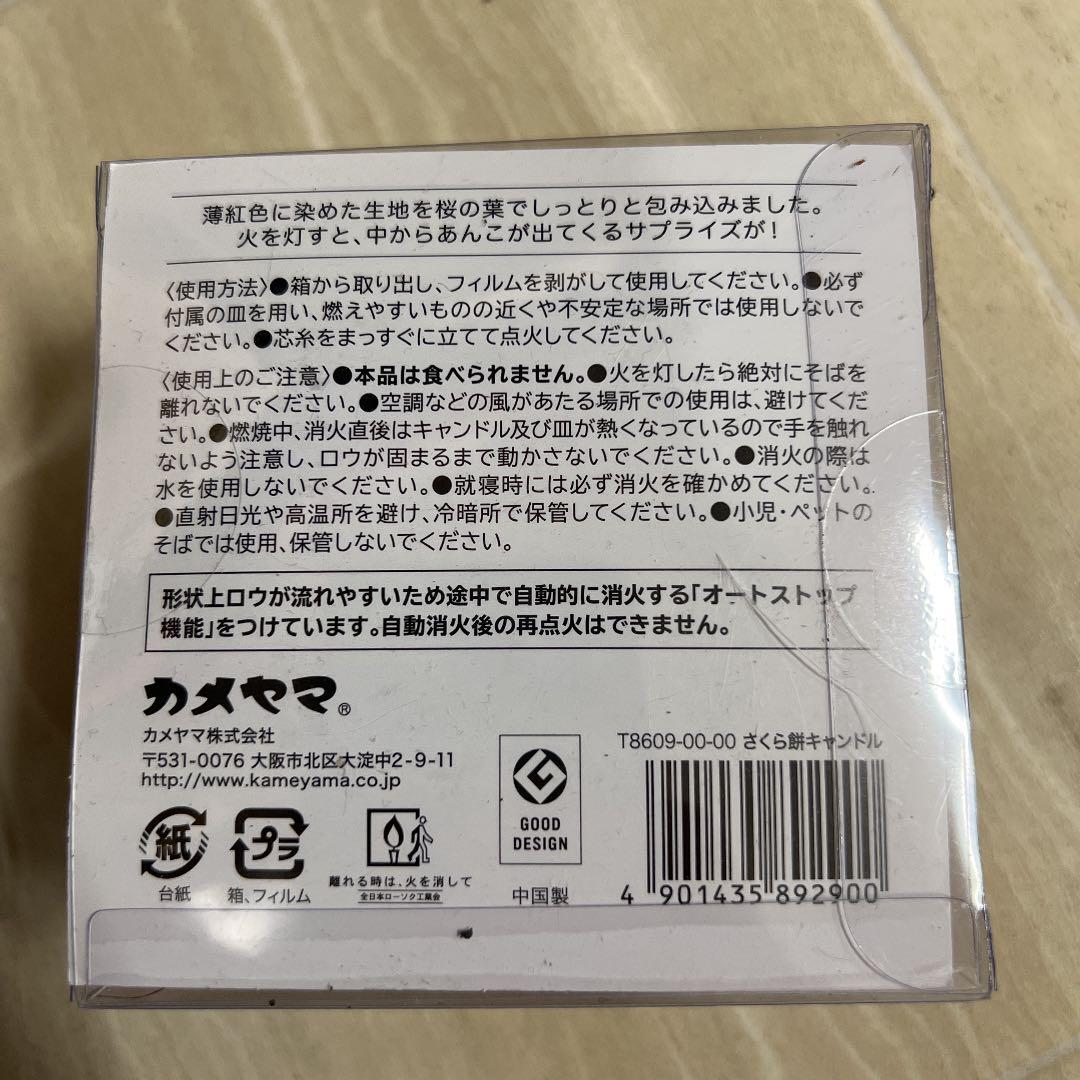 薄紅色に染めた生地を桜の葉でしっとりと包み込みました。
火を灯すと、中からあんこが出てくるサプライズが！
〈使用方法〉●箱から取り出し、フィルムを剥がして使用してください。●必ず
付属の皿を用い、燃えやすいものの近くや不安定な場所では使用しないで
ください。●芯糸をまっすぐに立てて点火してください。
〈使用上のご注意〉●本品は食べられません。●火を灯したら絶対にそばを
離れないでください。●空調などの風があたる場所での使用は、避けてくだ
さい。●燃焼中、消火直後はキャンドル及び皿が熱くなっているので手を触れ
ないよう注意し、ロウが固まるまで動かさないでください。●消火の際は
水を使用しないでください。●就寝時には必ず消火を確かめてください。
●直射日光や高温所を避け、冷暗所で保管してください。●小児・ペットの
そばでは使用、保管しないでください。
形状上ロウが流れやすいため途中で自動的に消火する「オートストップ
機能」をつけています。自動消火後の再点火はできません。
カメヤマ®
カメヤマ株式会社
〒531-0076 大阪市北区大淀中2-9-11
http://www.kameyama.co.jp
紙
台紙
プラ
箱、フィルム
離れる時は、火を消して
全日本ローソク工業会
GOOD
DESIGN
中国製
T8609-00-00 さくら餅キャンドル
4 901435 892900